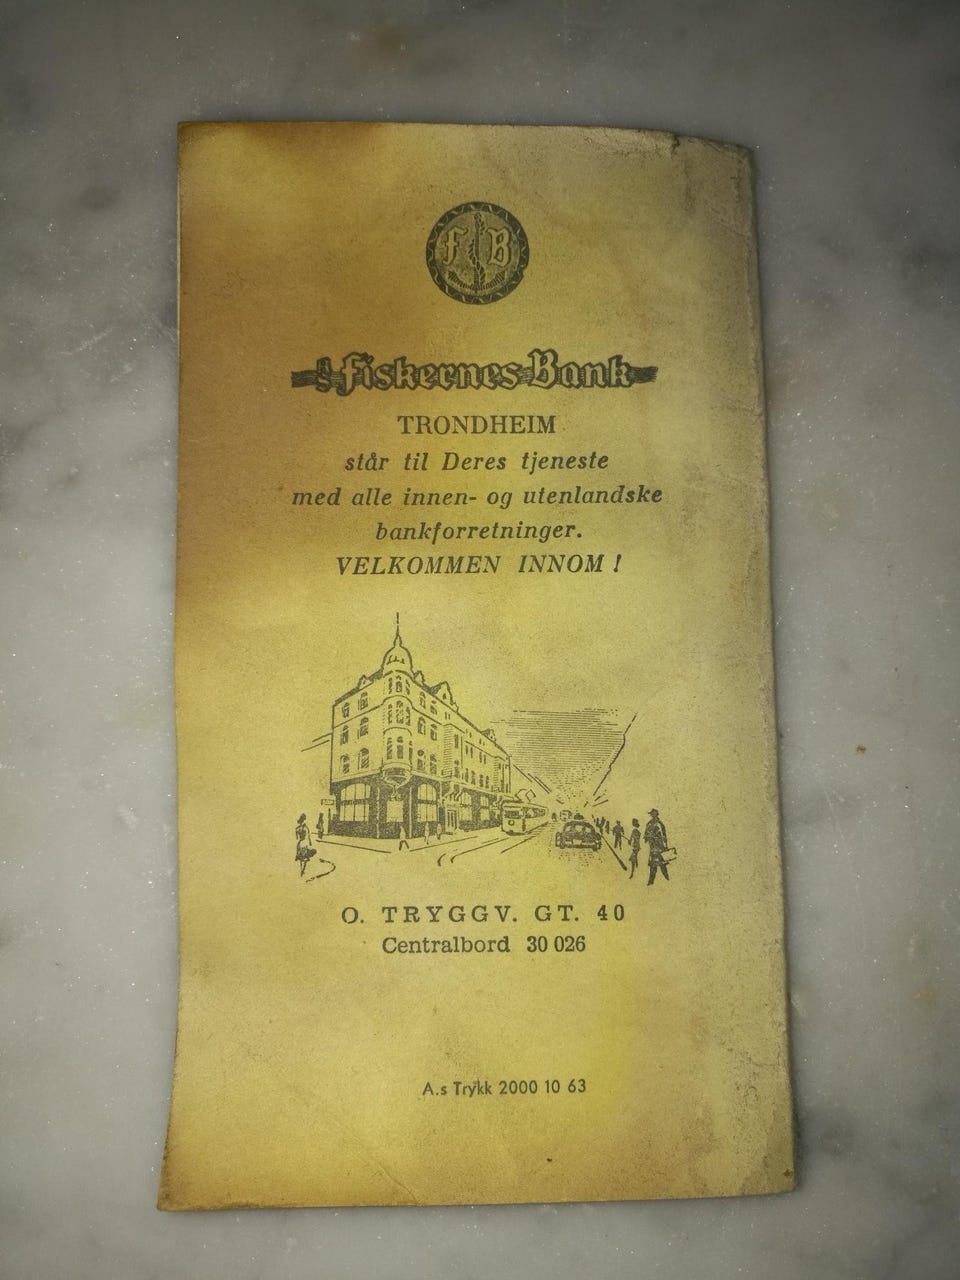 F B
A/S Fiskernes Bank
TRONDHEIM
står til Deres tjeneste
med alle innen- og utenlandske
bankforretninger.
VELKOMMEN INNOM !
O. TRYGGV. GT. 40
Centralbord 30 026
A.s Trykk 2000 10 63